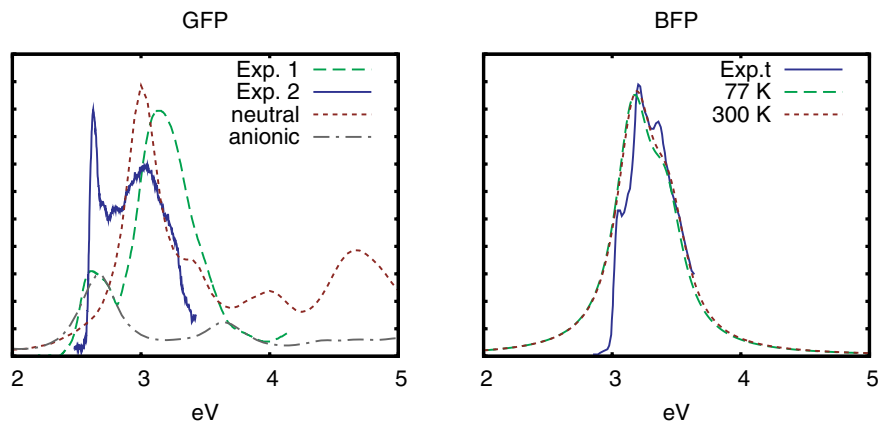 GFP
Exp. 1
Exp. 2
neutral
anionic
2 3 4 5
eV
BFP
Exp.t
77 K
300 K
2 3 4 5
eV